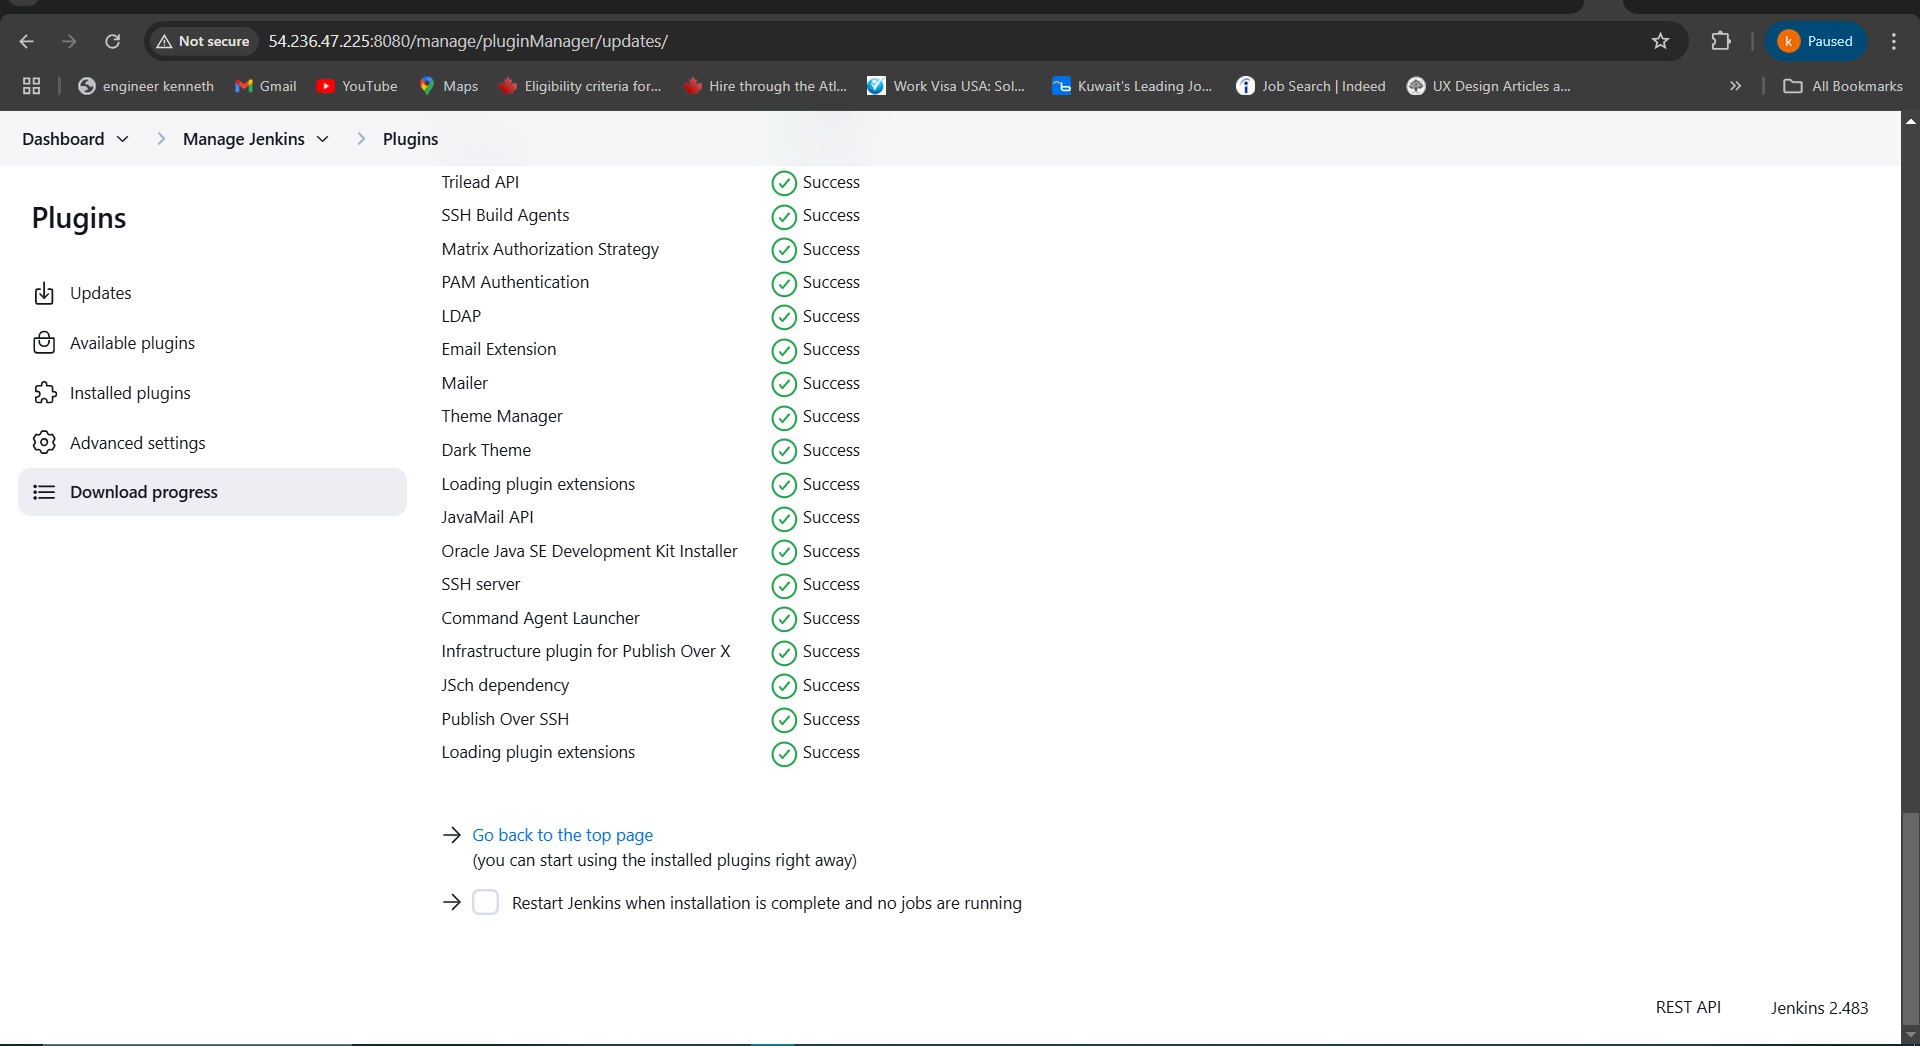 Not secure
54.236.47.225:8080/manage/pluginManager/updates/
k
Paused
engineer kenneth
Gmail
YouTube
Maps
Eligibility criteria for...
Hire through the Atl...
Work Visa USA: Sol...
Kuwait's Leading Jo...
Job Search | Indeed
UX Design Articles a...
All Bookmarks
Dashboard
Manage Jenkins
Plugins
Plugins
Updates
Available plugins
Installed plugins
Advanced settings
Download progress
Trilead API Success
SSH Build Agents Success
Matrix Authorization Strategy Success
PAM Authentication Success
LDAP Success
Email Extension Success
Mailer Success
Theme Manager Success
Dark Theme Success
Loading plugin extensions Success
JavaMail API Success
Oracle Java SE Development Kit Installer Success
SSH server Success
Command Agent Launcher Success
Infrastructure plugin for Publish Over X Success
JSch dependency Success
Publish Over SSH Success
Loading plugin extensions Success
Go back to the top page
(you can start using the installed plugins right away)
Restart Jenkins when installation is complete and no jobs are running
REST API
Jenkins 2.483